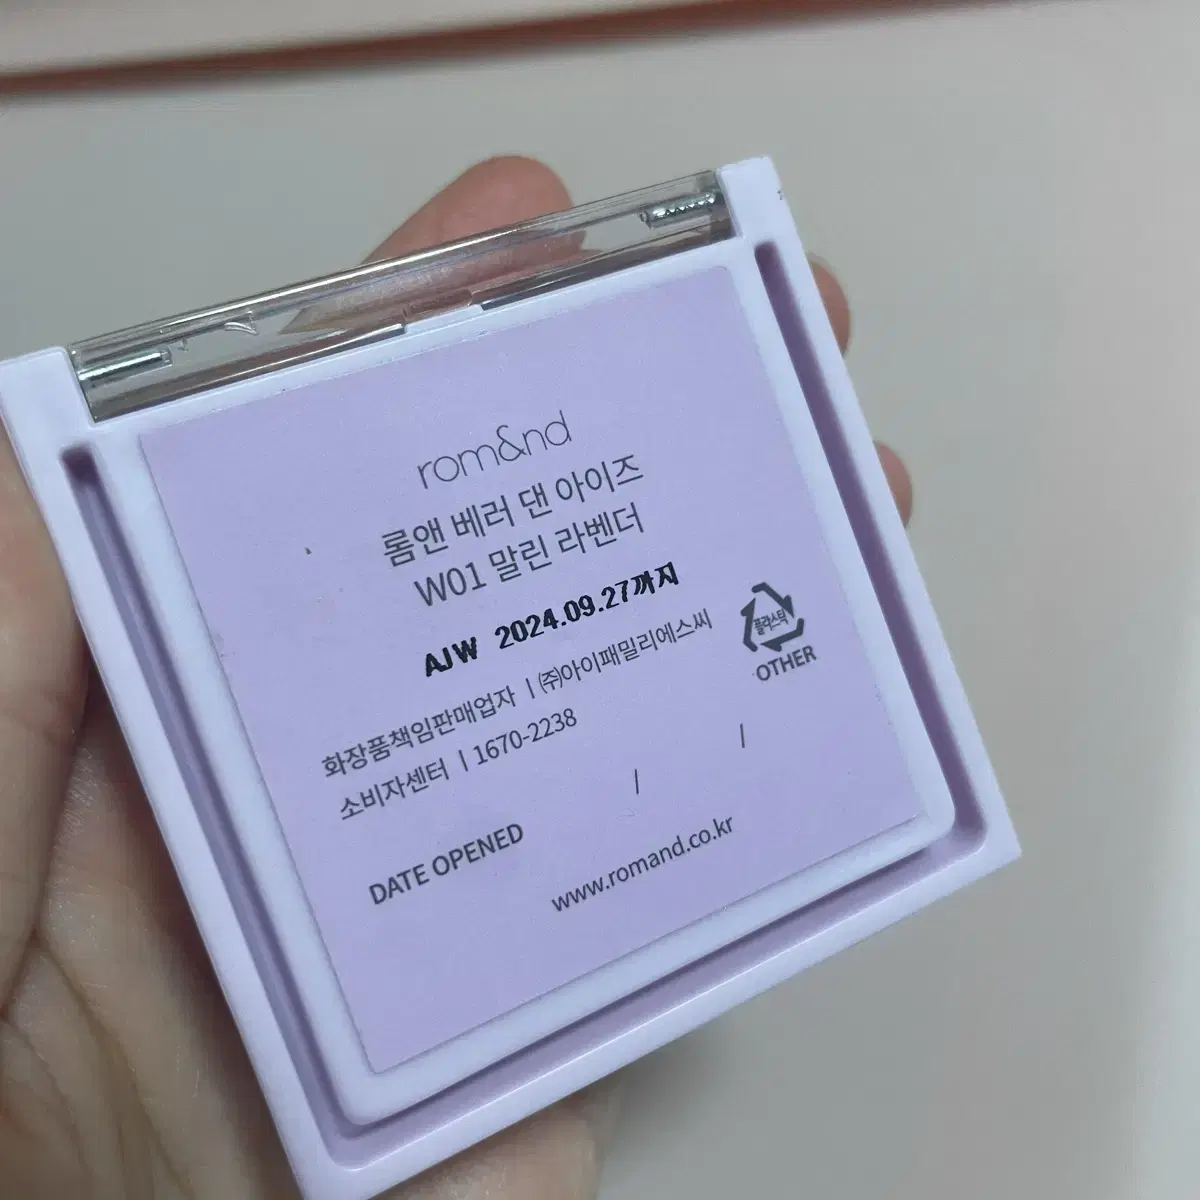 rom&nd
롬앤 베러 댄 아이즈
W01 말린 라벤더
AJW 2024.09.27까지
플라스틱
OTHER
화장품책임판매업자 ㅣ(주)아이패밀리에스씨
소비자센터 ㅣ1670-2238
DATE OPENED / /
www.romand.co.kr